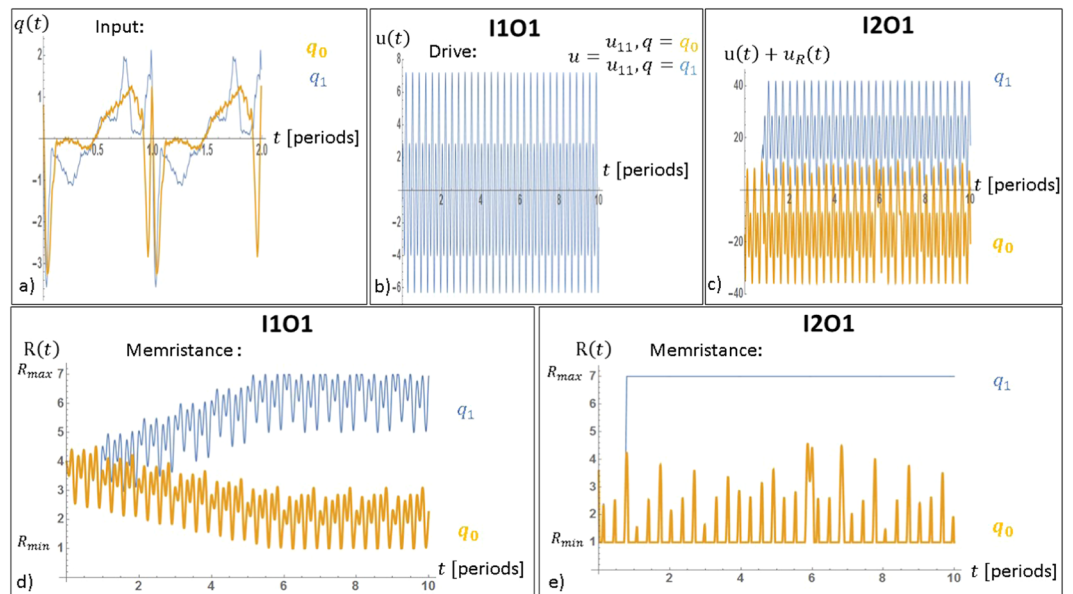 q(t)
Input:
q₀
q₁
2
1
-1
-2
-3
0.5
1.0
1.5
2.0
t [periods]
a)
I1O1
u(t)
Drive:
u = u₁₁, q = q₀
u₁₁, q = q₁
6
4
2
0
-2
-4
-6
2 4 6 8 10
t [periods]
b)
I2O1
u(t) + u_R(t)
q₁
40
20
0
-20
-40
2 4 6 8 10
t [periods]
q₀
c)
I1O1
R(t)
Memristance :
R_max 7
6
5
4
3
2
R_min 1
q₁
q₀
2 4 6 8 10
t [periods]
d)
I2O1
R(t)
Memristance:
R_max 7
6
5
4
3
2
R_min 1
q₁
q₀
0 2 4 6 8 10
t [periods]
e)